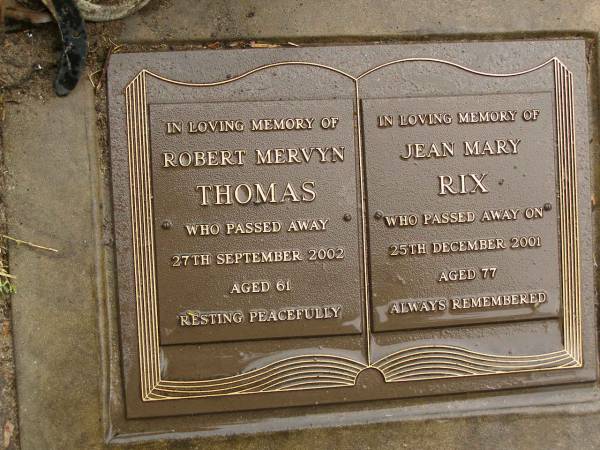 IN LOVING MEMORY OF
ROBERT MERVYN
THOMAS
WHO PASSED AWAY
27TH SEPTEMBER 2002
AGED 61
RESTING PEACEFULLY
IN LOVING MEMORY OF
JEAN MARY
RIX
WHO PASSED AWAY ON
25TH DECEMBER 2001
AGED 77
ALWAYS REMEMBERED